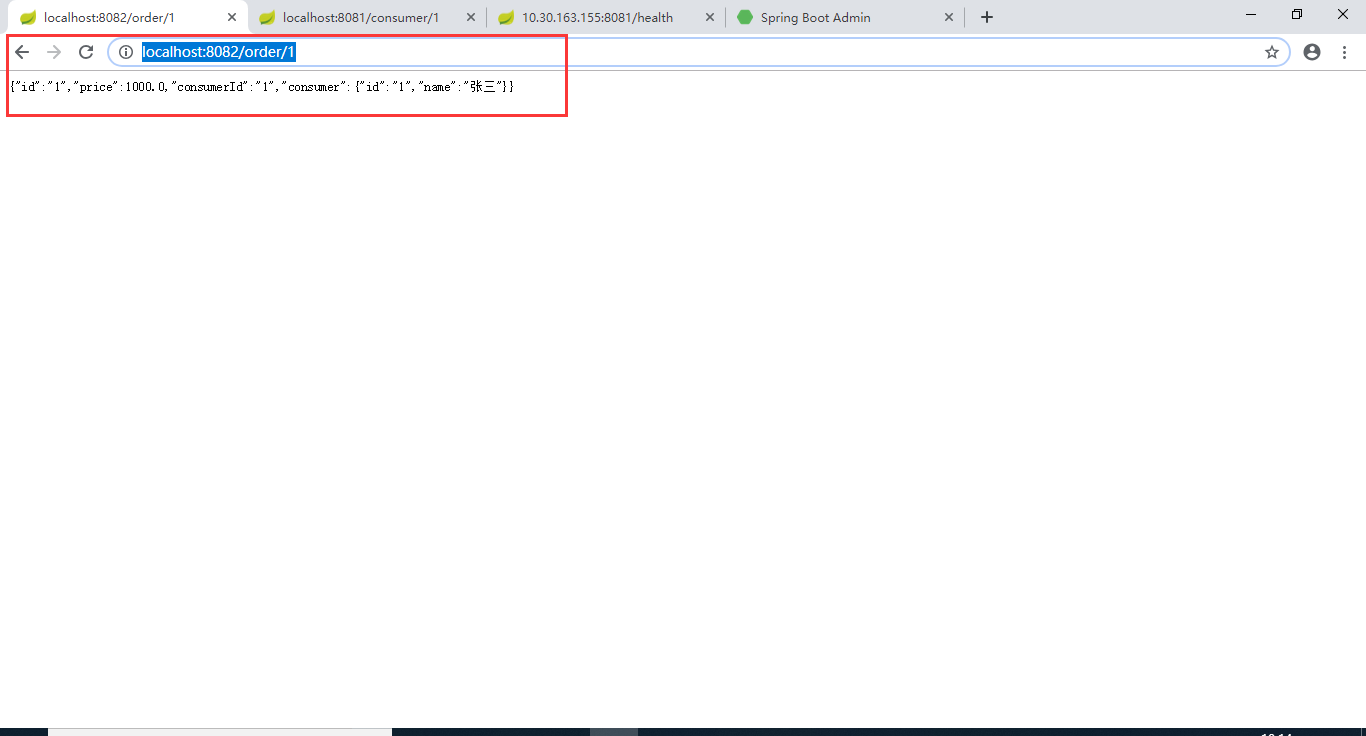 localhost:8082/order/1
localhost:8081/consumer/1
10.30.163.155:8081/health
Spring Boot Admin
localhost:8082/order/1
{"id":"1","price":1000.0,"consumerId":"1","consumer":{"id":"1","name":"张三"}}